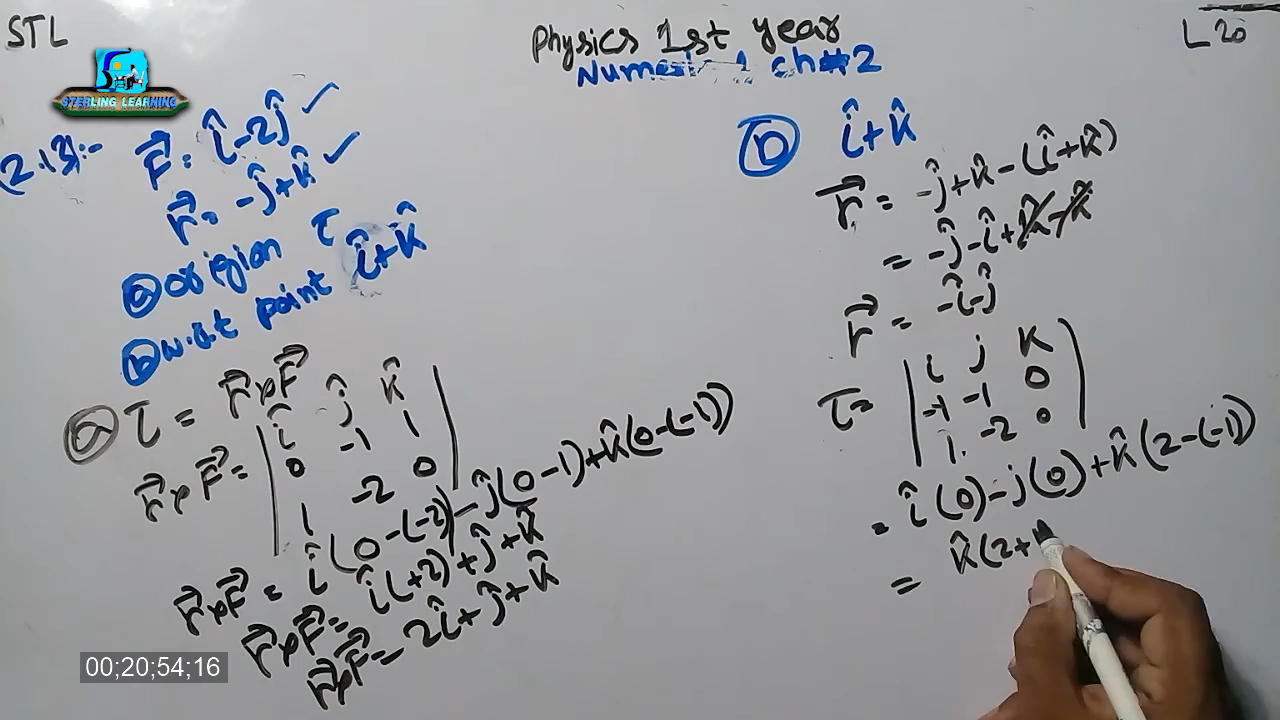 STL
Physics 1st year
L 20
Numerical ch#2
STERLING LEARNING
(2.13):- F⃗ = î-2ĵ ✓
r⃗ = -ĵ+k̂ ✓
(a) origion τ
(b) w.r.t point î+k̂
(a) τ = r⃗×F⃗
r⃗×F⃗ = | î ĵ k̂ |
| 0 -1 1 |
| 1 -2 0 |
r⃗×F⃗ = î(0-(-2))-ĵ(0-1)+k̂(0-(-1))
r⃗×F⃗ = î(+2)+ĵ+k̂
r⃗×F⃗ = 2î+ĵ+k̂
(b) î+k̂
r⃗ = -ĵ+k̂-(î+k̂)
= -ĵ-î+k̂-k̂
r⃗ = -î-ĵ
τ = | i j k |
| -1 -1 0 |
| 1 -2 0 |
= î(0)-j(0)+k̂(2-(-1))
= k̂(2+
00;20;54;16